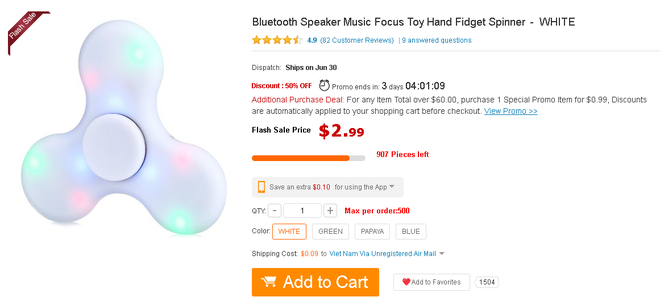 Flash Sale
Bluetooth Speaker Music Focus Toy Hand Fidget Spinner - WHITE
4.9 (82 Customer Reviews) | 9 answered questions
Dispatch: Ships on Jun 30
Discount : 50% OFF Promo ends in: 3 days 04:01:09
Additional Purchase Deal: For any Item Total over $60.00, purchase 1 Special Promo Item for $0.99, Discounts
are automatically applied to your shopping cart before checkout. View Promo >>
Flash Sale Price $2.99
907 Pieces left
Save an extra $0.10 for using the App
QTY: - 1 + Max per order:500
Color: WHITE GREEN PAPAYA BLUE
Shipping Cost: $0.09 to Viet Nam Via Unregistered Air Mail
Add to Cart Add to Favorites 1504